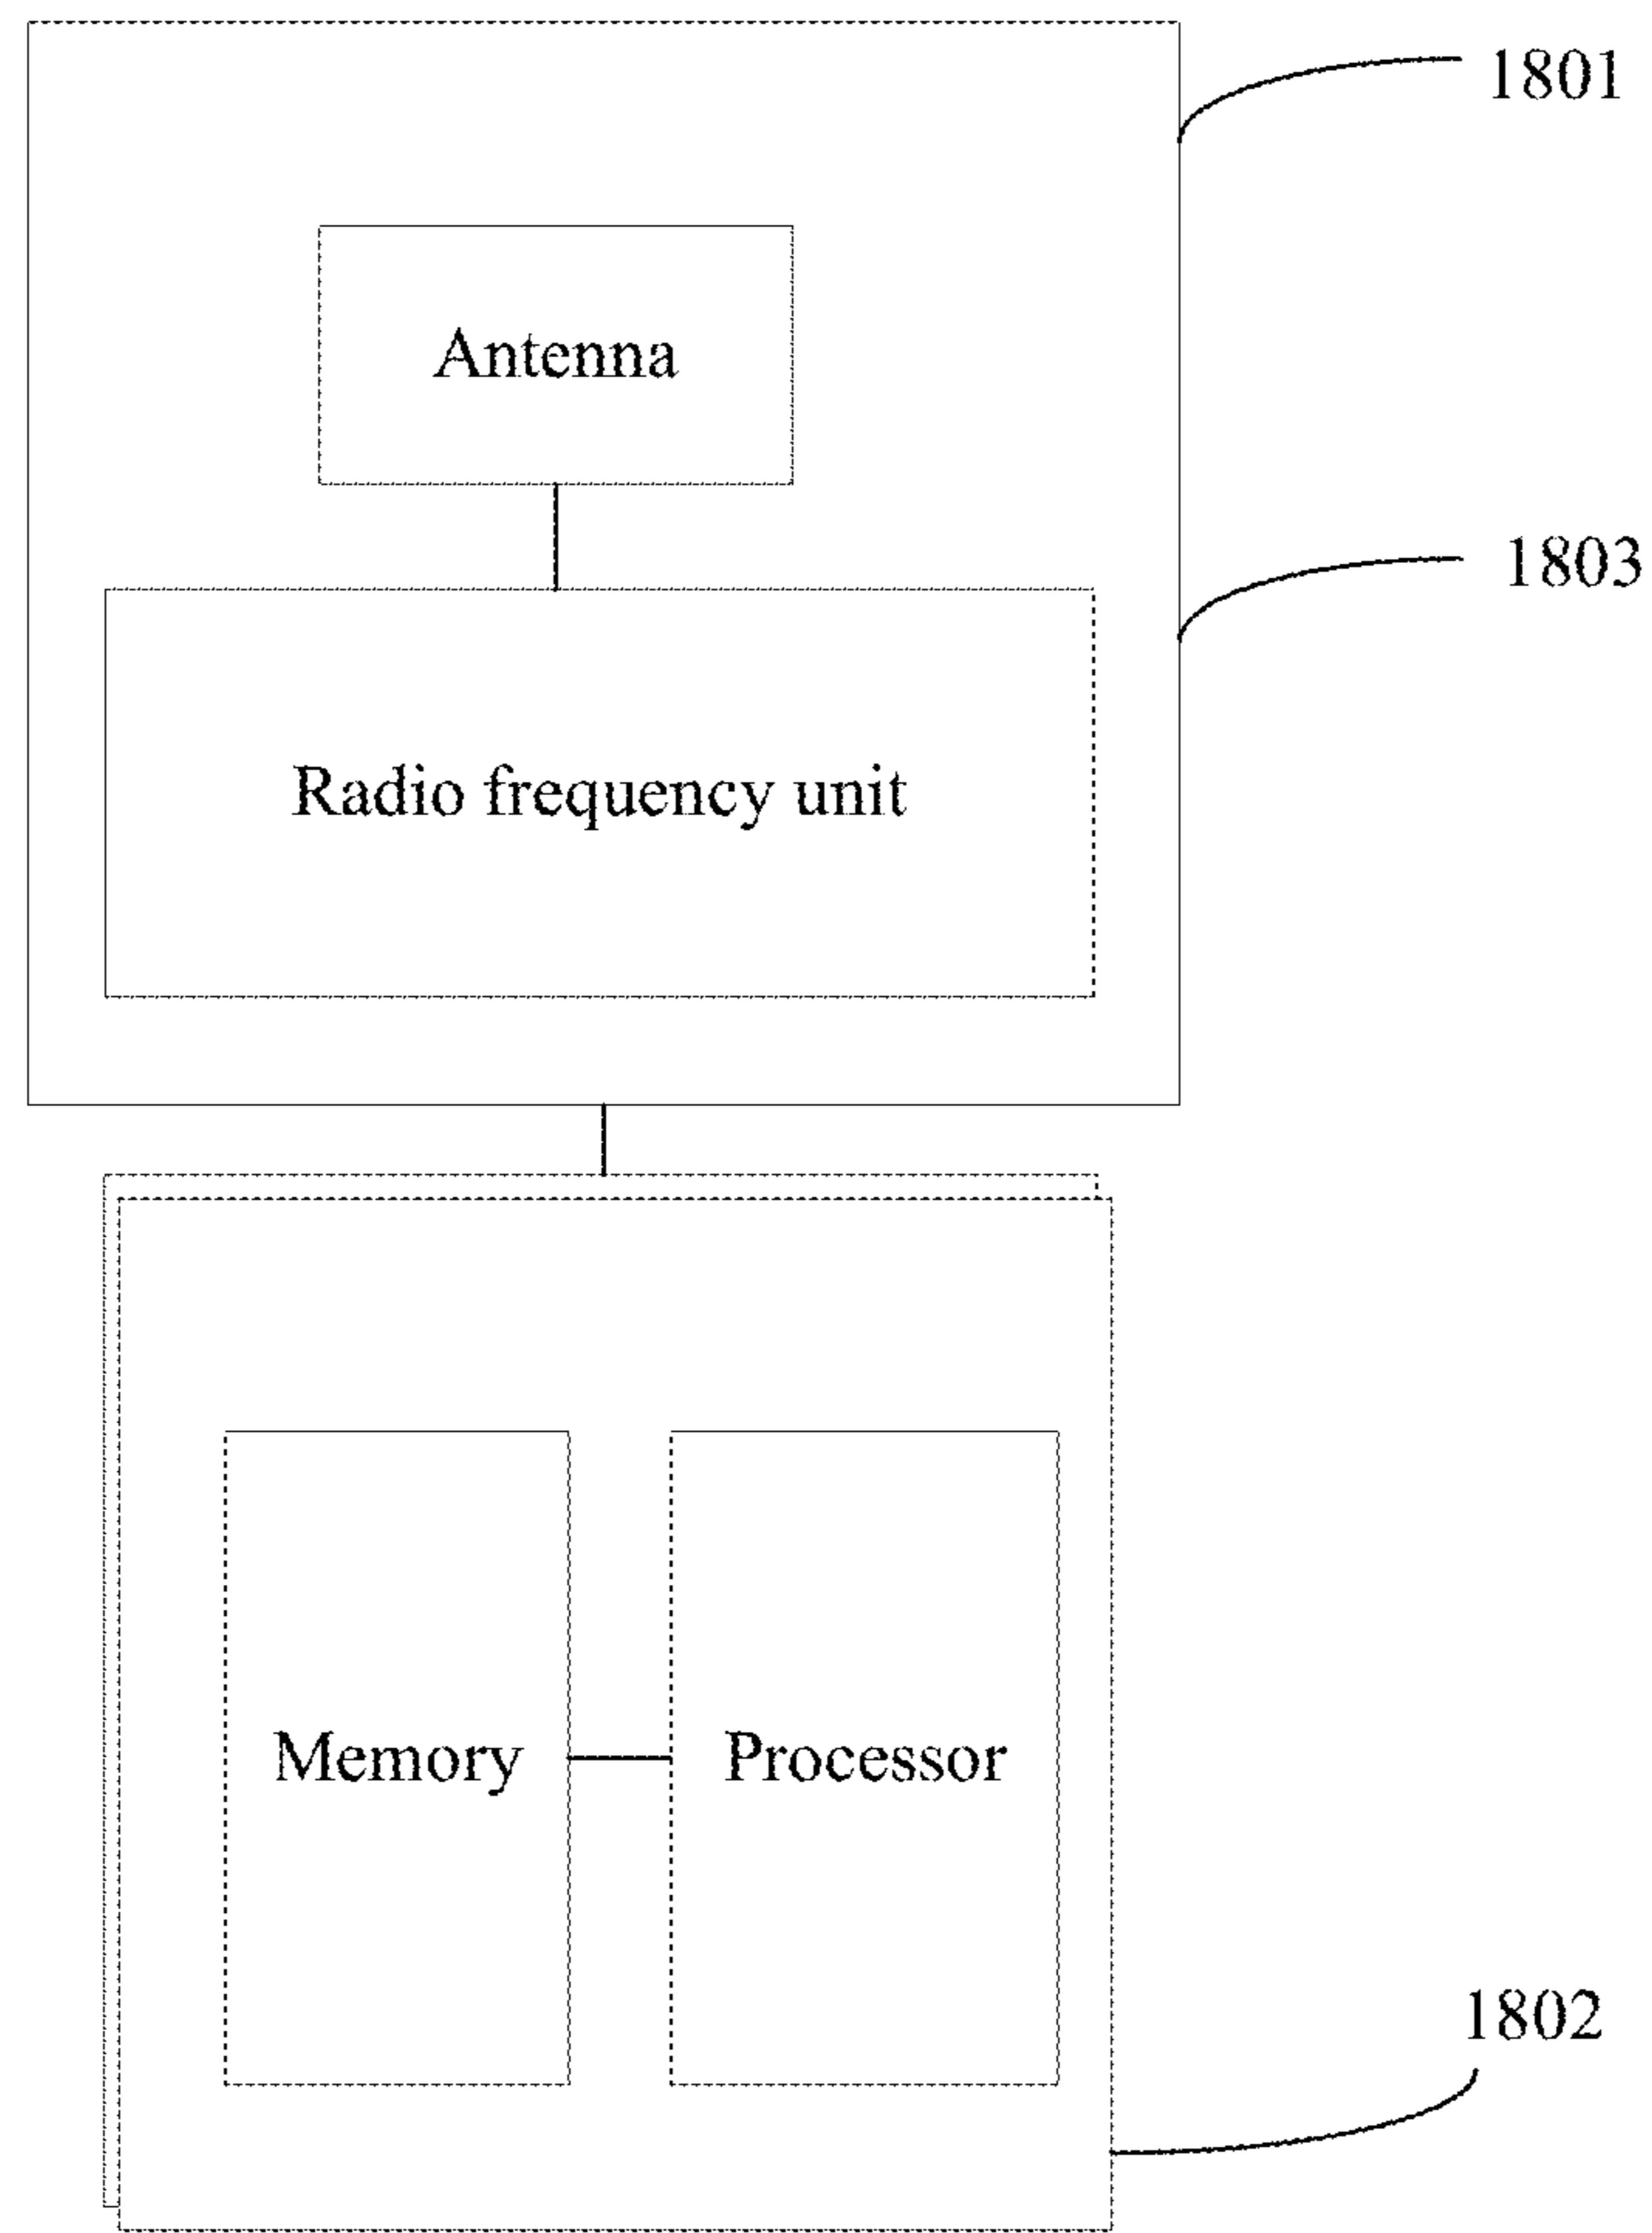 1801
Antenna
1803
Radio frequency unit
Memory
Processor
1802